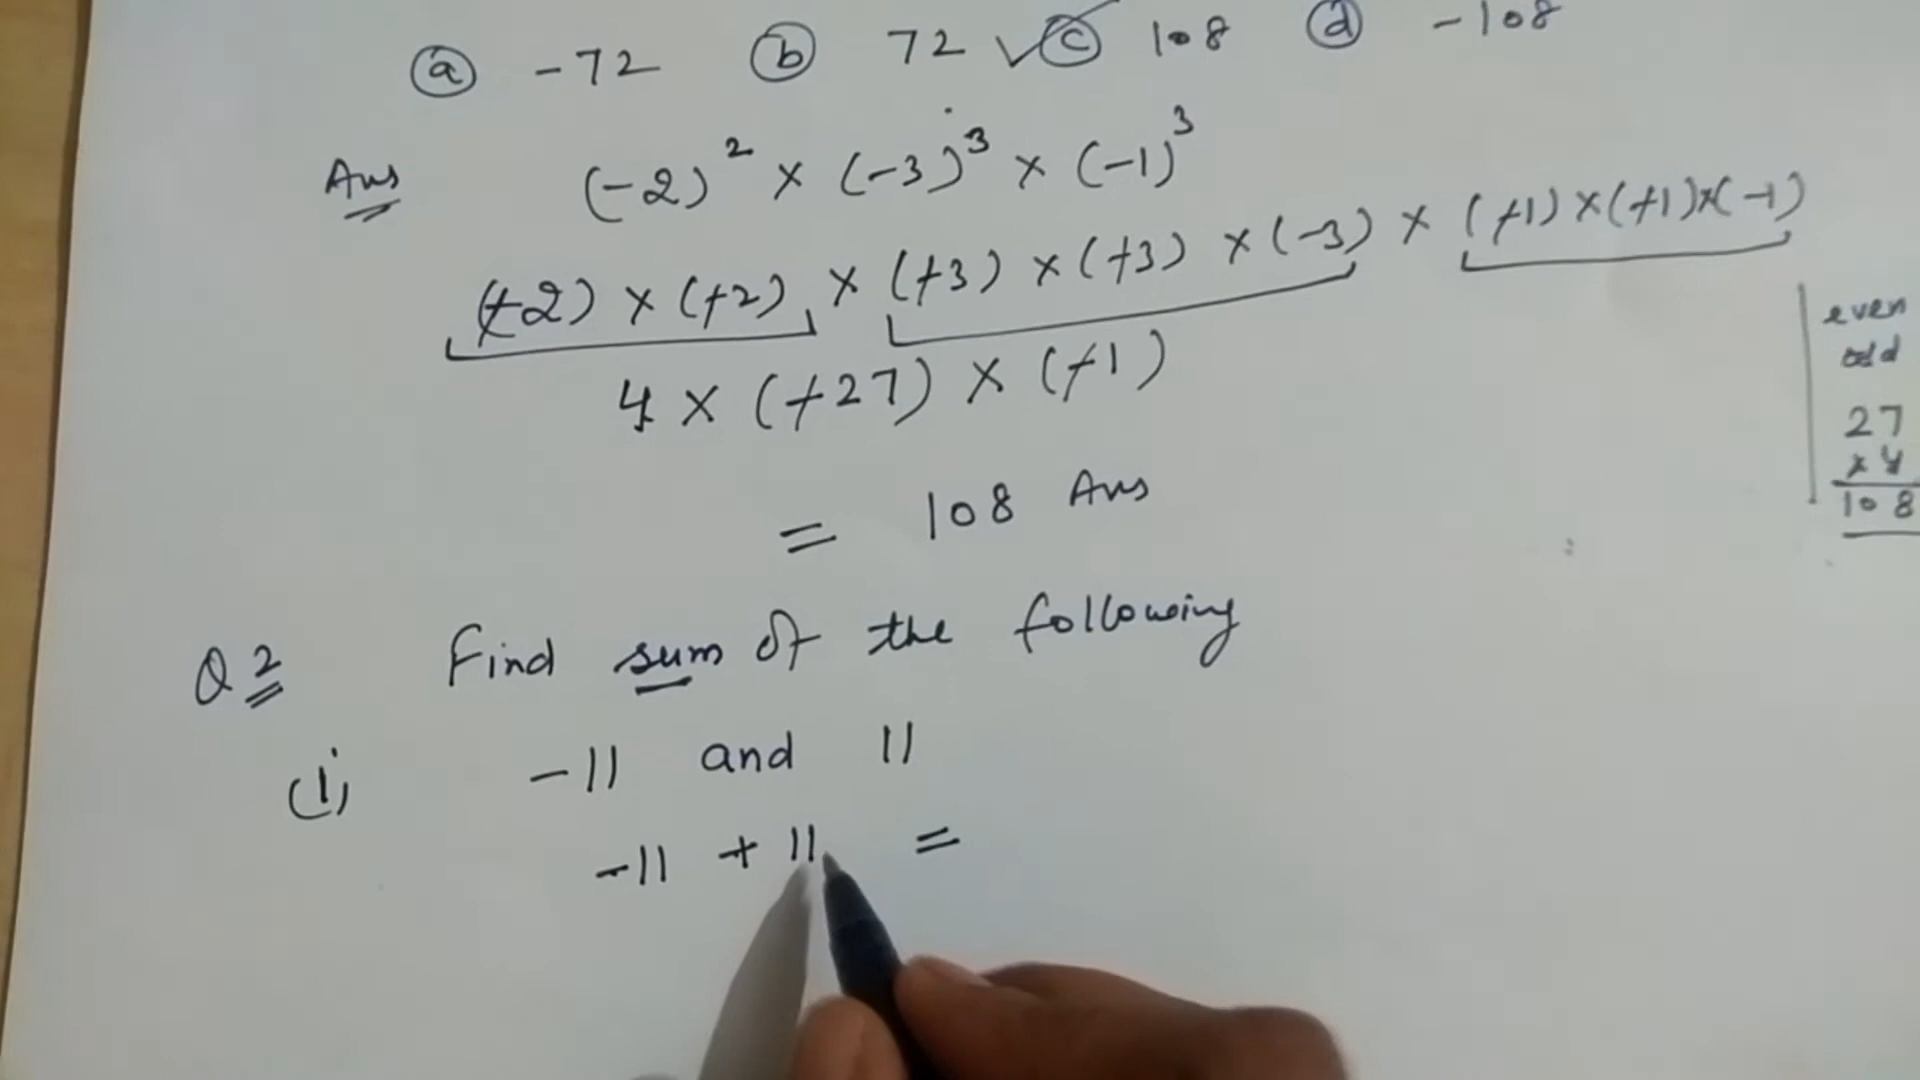 ⓐ -72 ⓑ 72 ✓ⓒ 108 ⓓ -108
Ans (-2)² × (-3)³ × (-1)³
(+2) × (+2) × (+3) × (+3) × (-3) × (+1) × (+1) × (-1)
4 × (+27) × (+1)
= 108 Ans
even
odd
27
×4
108
Q2 Find sum of the following
(i) -11 and 11
-11 + 11 =